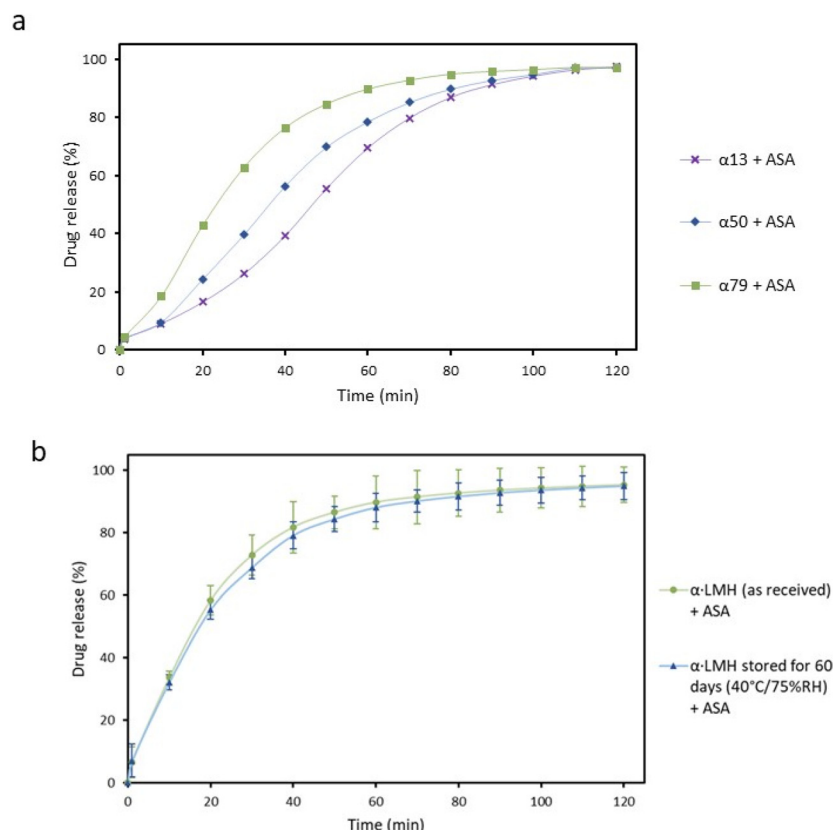 a
100
80
60
40
20
0
Drug release (%)
0 20 40 60 80 100 120
Time (min)
α13 + ASA
α50 + ASA
α79 + ASA
b
100
80
60
40
20
0
Drug release (%)
0 20 40 60 80 100 120
Time (min)
α·LMH (as received)
+ ASA
α·LMH stored for 60
days (40°C/75%RH)
+ ASA